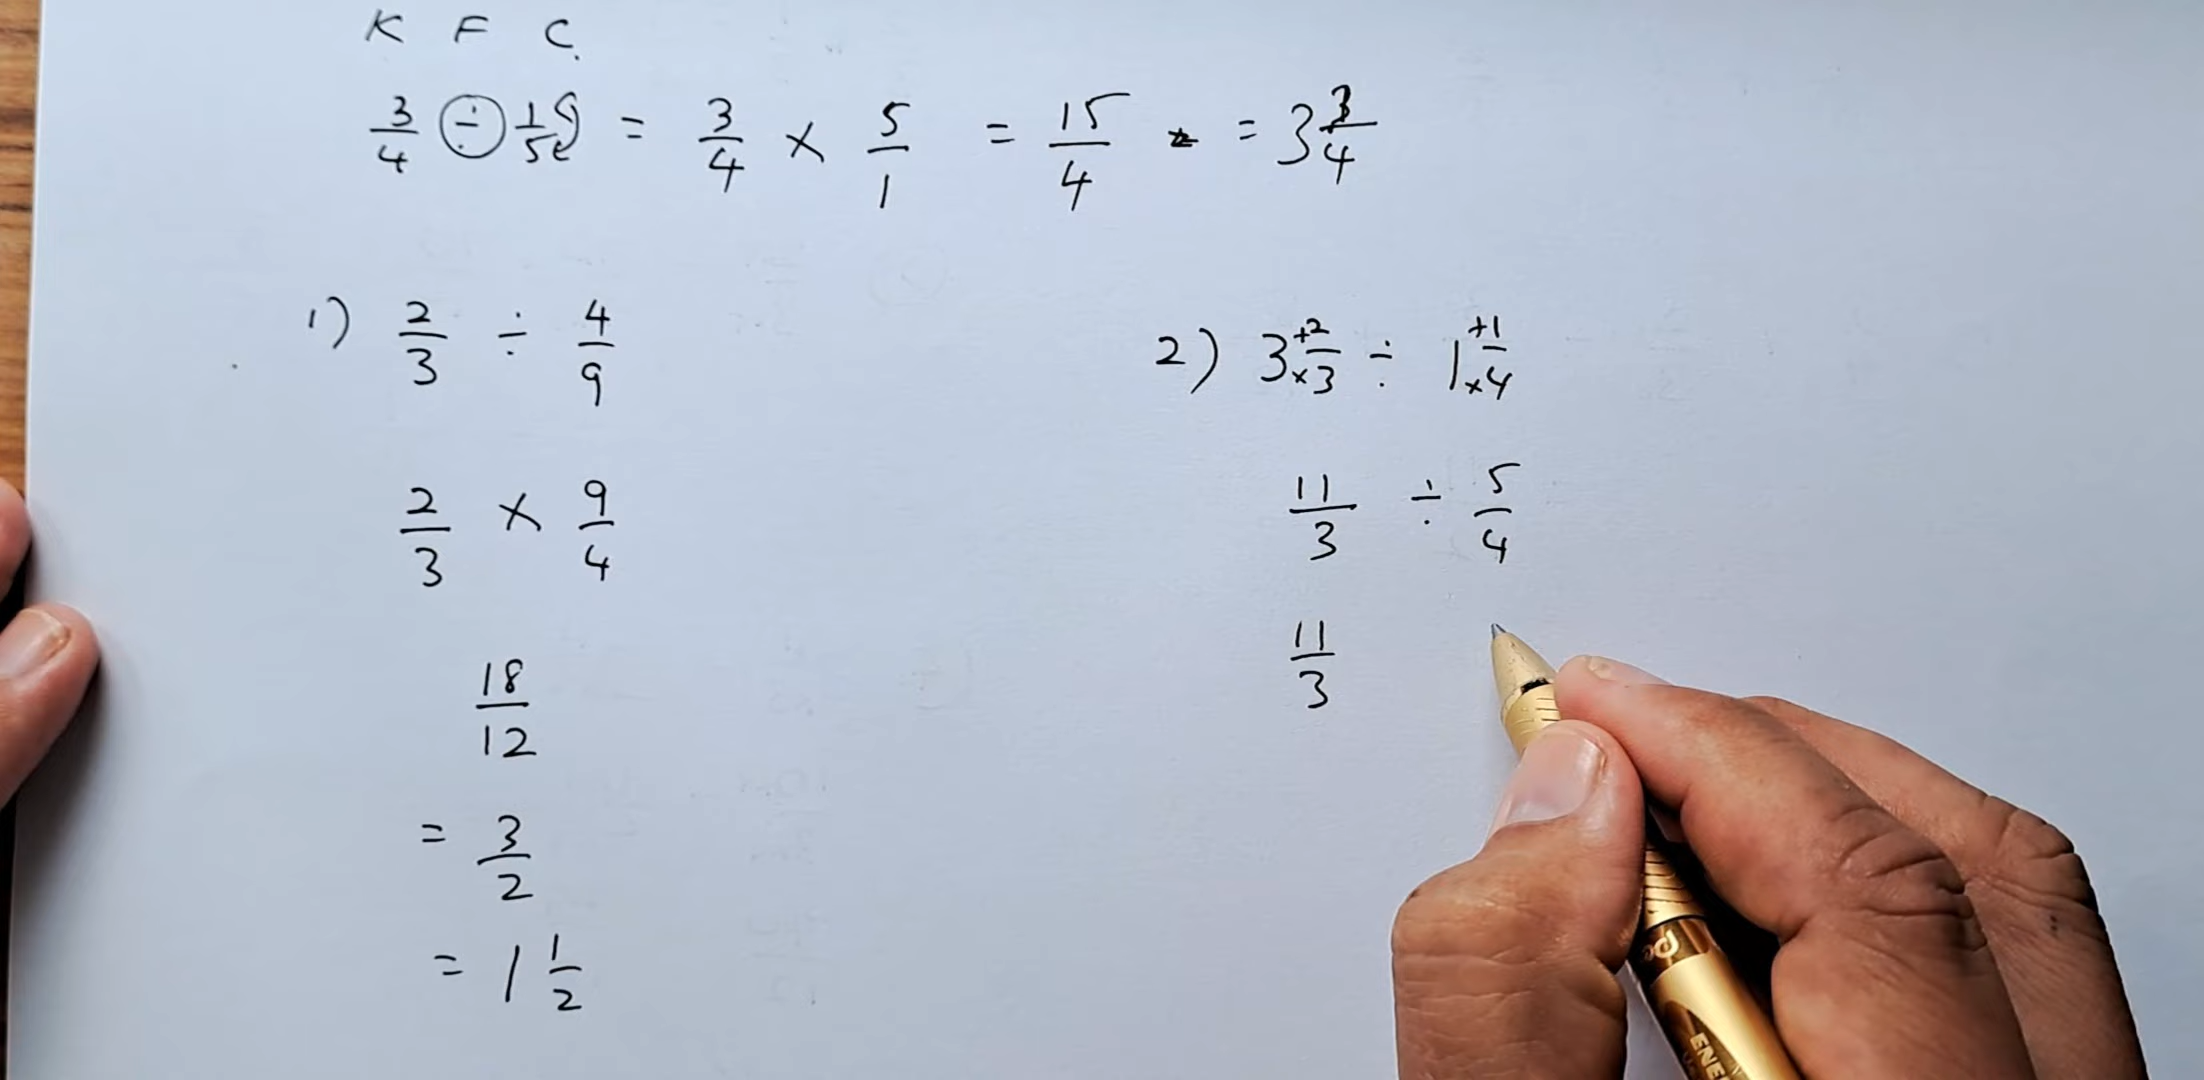 K F C.
3/4 ÷ 1/5 = 3/4 × 5/1 = 15/4 = 3 3/4
1) 2/3 ÷ 4/9
2/3 × 9/4
18/12
= 3/2
= 1 1/2
2) 3 +2/×3 ÷ 1 +1/×4
11/3 ÷ 5/4
11/3
ENE